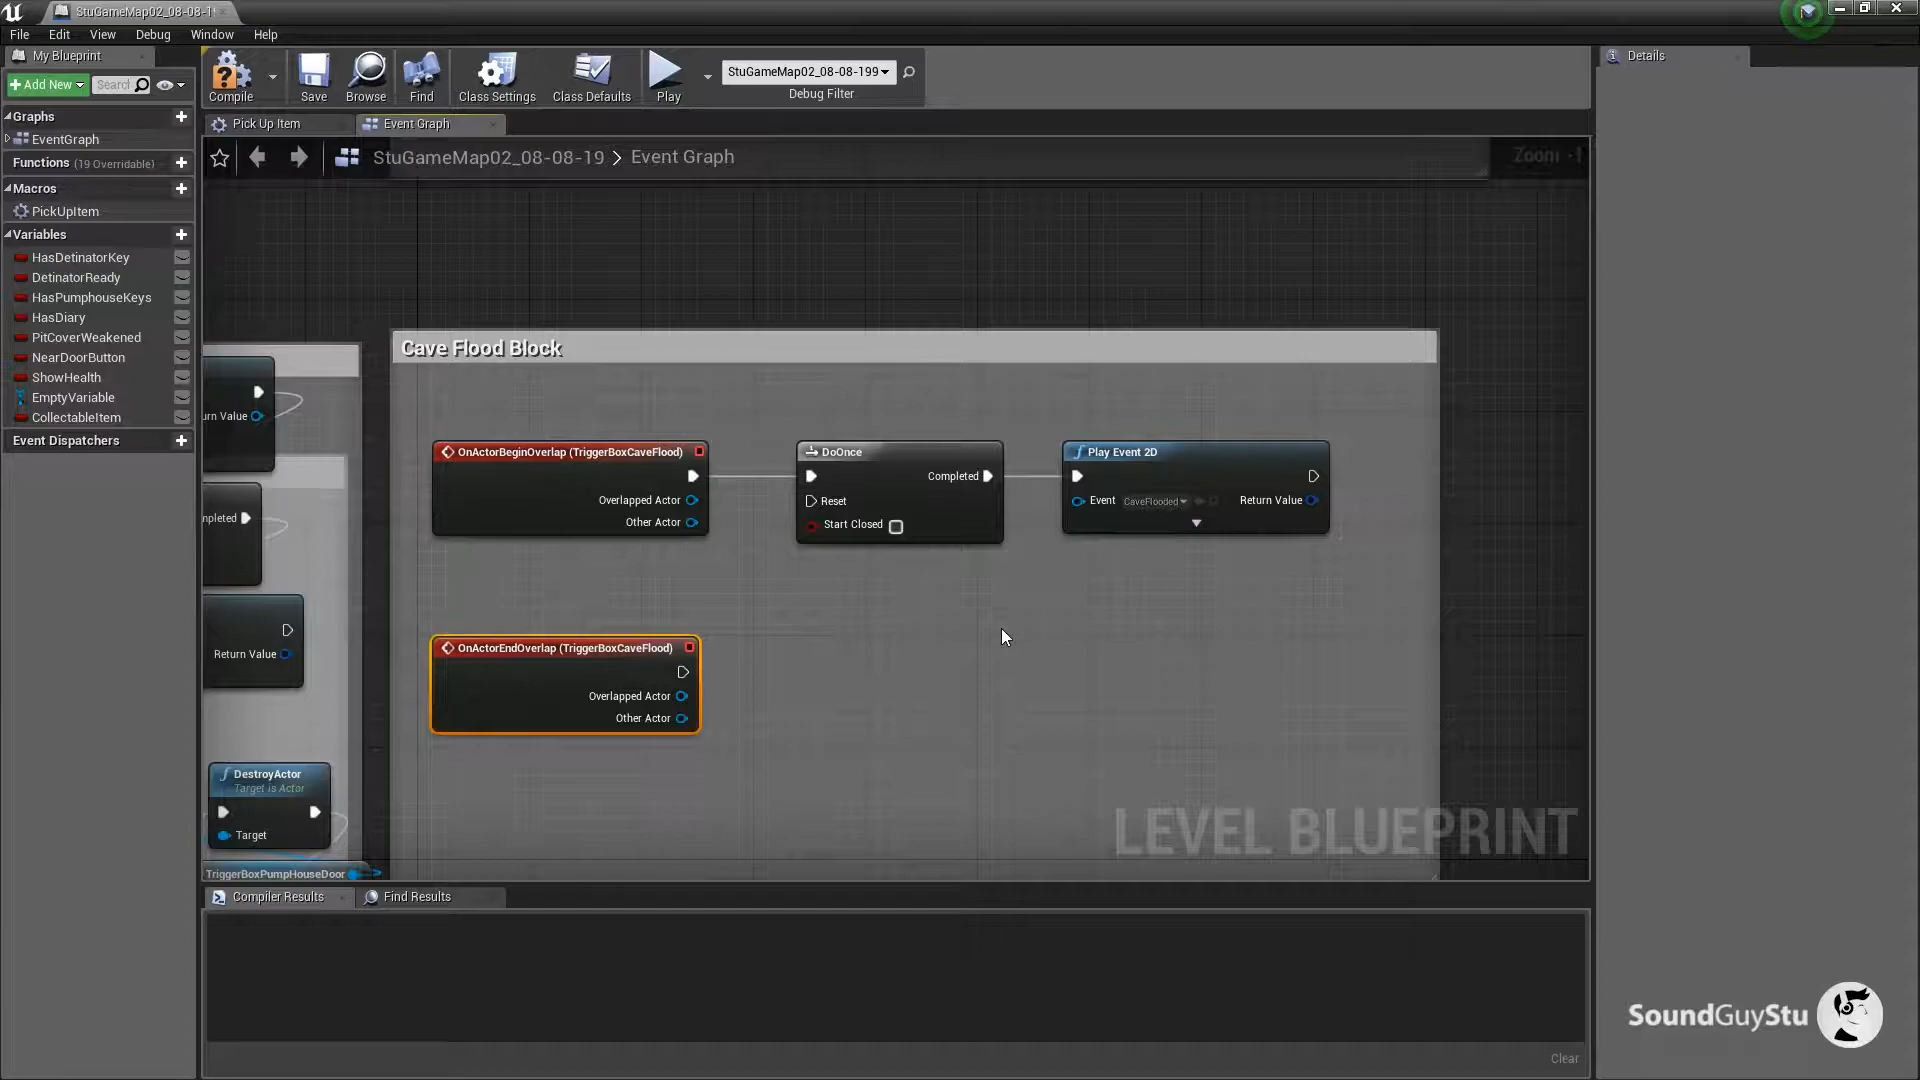 StuGameMap02_08-08-1
File Edit View Debug Window Help
My Blueprint
Details
Add New
Search
Compile
Save
Browse
Find
Class Settings
Class Defaults
Play
StuGameMap02_08-08-199
Debug Filter
Graphs
EventGraph
Functions (19 Overridable)
Macros
PickUpItem
Variables
HasDetinatorKey
DetinatorReady
HasPumphouseKeys
HasDiary
PitCoverWeakened
NearDoorButton
ShowHealth
EmptyVariable
CollectableItem
Event Dispatchers
Pick Up Item
Event Graph
StuGameMap02_08-08-19 > Event Graph
Zoom -1
Cave Flood Block
urn Value
OnActorBeginOverlap (TriggerBoxCaveFlood)
Overlapped Actor
Other Actor
DoOnce
Completed
Reset
Start Closed
Play Event 2D
Event CaveFlooded
Return Value
npleted
Return Value
OnActorEndOverlap (TriggerBoxCaveFlood)
Overlapped Actor
Other Actor
DestroyActor
Target is Actor
Target
TriggerBoxPumpHouseDoor
LEVEL BLUEPRINT
Compiler Results
Find Results
Clear
SoundGuyStu